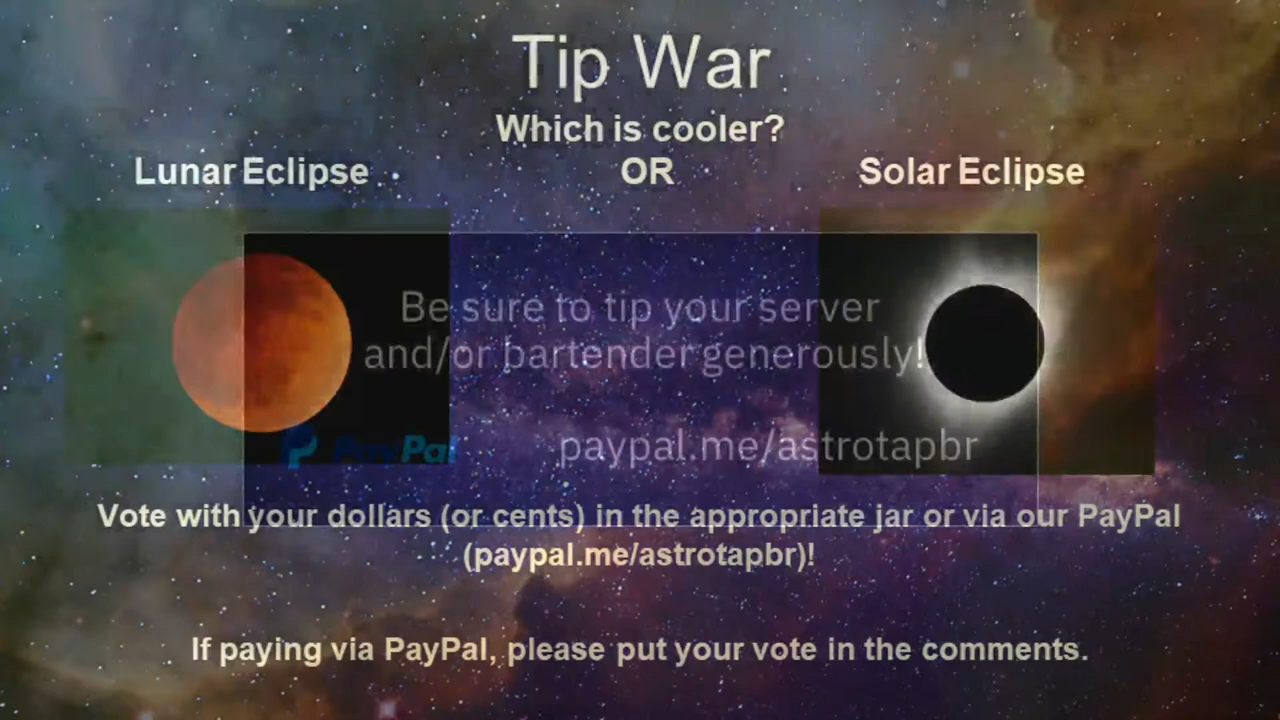 Tip War
Which is cooler?
Lunar Eclipse OR Solar Eclipse
Be sure to tip your server
and/or bartender generously!
PayPal paypal.me/astrotapbr
Vote with your dollars (or cents) in the appropriate jar or via our PayPal
(paypal.me/astrotapbr)!
If paying via PayPal, please put your vote in the comments.